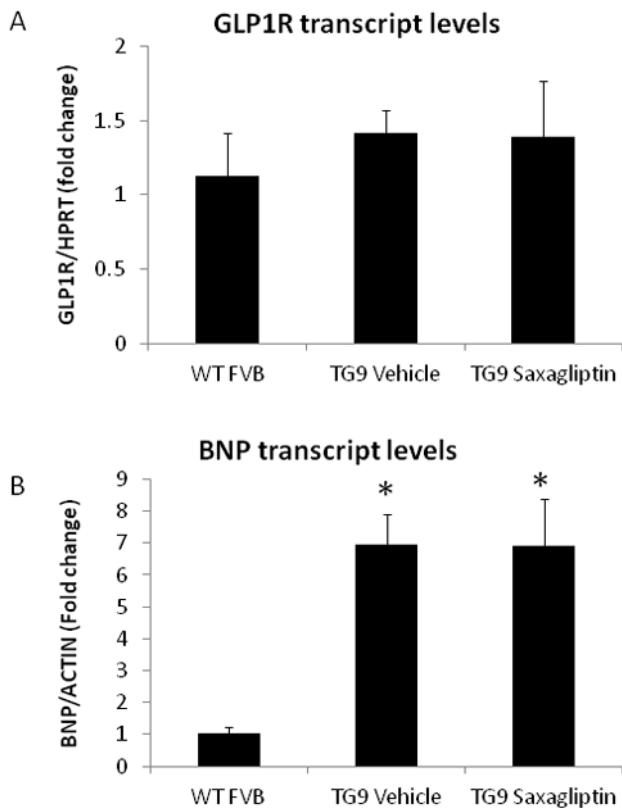 A
GLP1R transcript levels
GLP1R/HPRT (fold change)
2
1.5
1
0.5
0
WT FVB TG9 Vehicle TG9 Saxagliptin
B
BNP transcript levels
BNP/ACTIN (Fold change)
9
8
7
6
5
4
3
2
1
0
* *
WT FVB TG9 Vehicle TG9 Saxagliptin